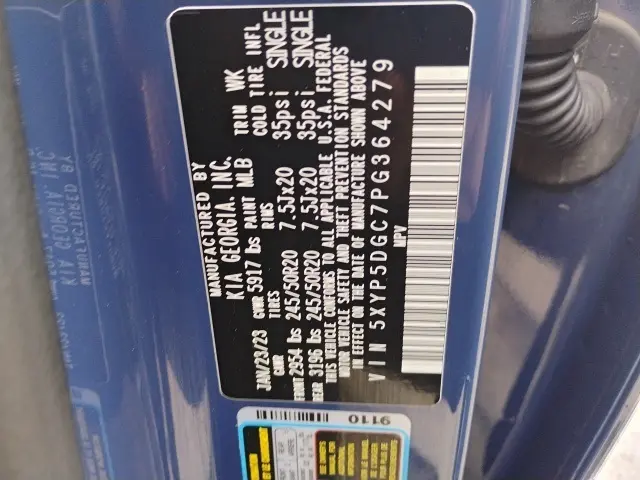 MANUFACTURED BY
KIA GEORGIA, INC.
JAN/23/23 GVWR 5917 lbs PAINT MLB TRIM WK
GAWR TIRES RIMS COLD TIRE INFL
FRONT 2954 lbs 245/50R20 7.5Jx20 35psi SINGLE
REAR 3196 lbs 245/50R20 7.5Jx20 35psi SINGLE
THIS VEHICLE CONFORMS TO ALL APPLICABLE U.S.A. FEDERAL
MOTOR VEHICLE SAFETY AND THEFT PREVENTION STANDARDS
IN EFFECT ON THE DATE OF MANUFACTURE SHOWN ABOVE
VIN 5XYP5DGC7PG364279
MPV
9110